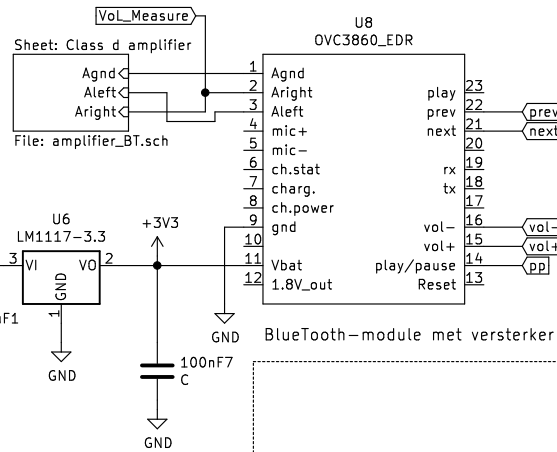 VoL_Measure
U8
OVC3860_EDR
Sheet: Class d amplifier
Agnd
Aleft
Aright
File: amplifier_BT.sch
1 Agnd
2 Aright
3 Aleft
4 mic+
5 mic-
6 ch.stat
7 charg.
8 ch.power
9 gnd
10
11 Vbat
12 1.8V_out
play 23
prev 22
next 21
20
rx 19
tx 18
17
vol- 16
vol+ 15
play/pause 14
Reset 13
prev
next
vol-
vol+
pp
U6
LM1117-3.3
3 VI VO 2
GND
1
GND
nF1
+3V3
100nF7
C
GND
GND
BlueTooth-module met versterker